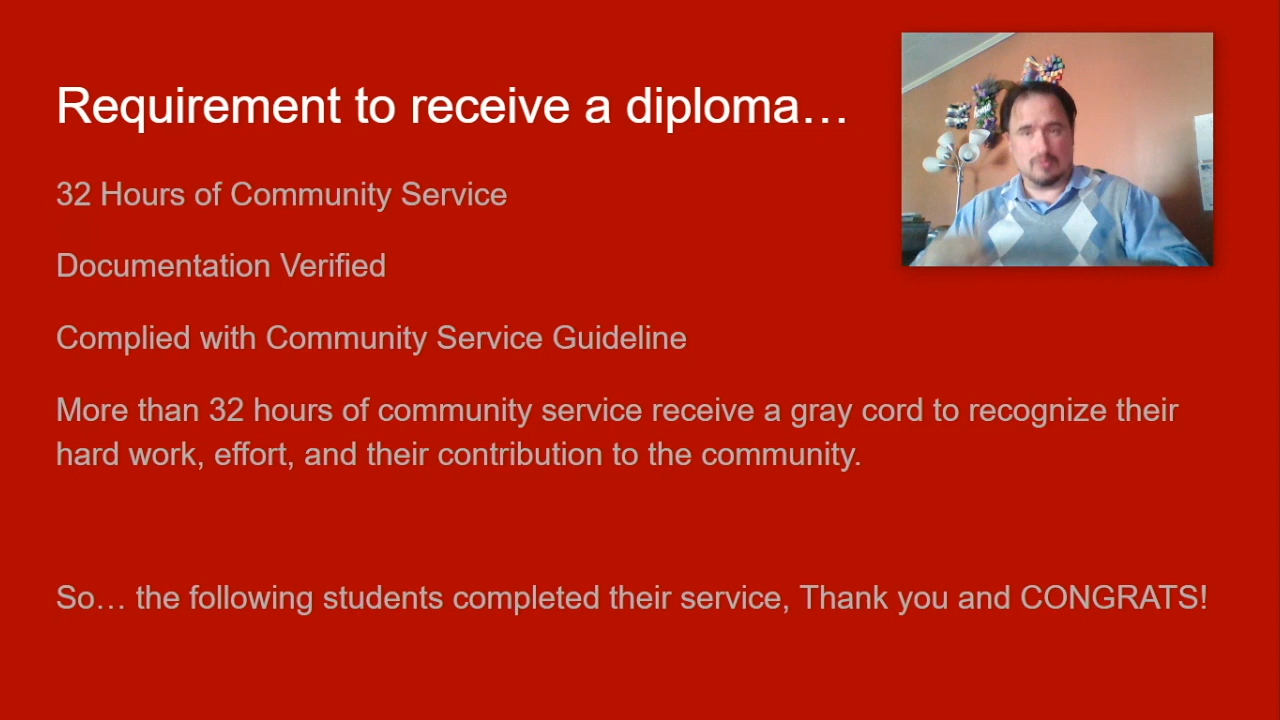 Requirement to receive a diploma…
32 Hours of Community Service
Documentation Verified
Complied with Community Service Guideline
More than 32 hours of community service receive a gray cord to recognize their
hard work, effort, and their contribution to the community.
So… the following students completed their service, Thank you and CONGRATS!